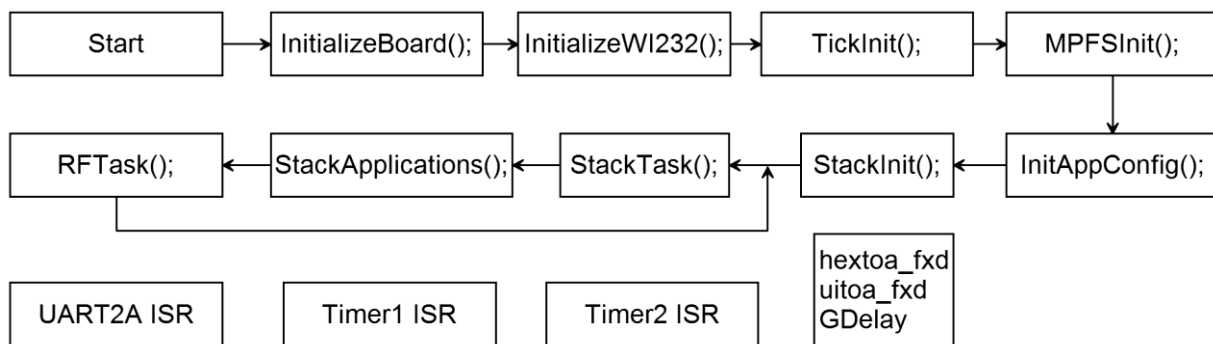 Start
InitializeBoard();
InitializeWI232();
TickInit();
MPFSInit();
RFTask();
StackApplications();
StackTask();
StackInit();
InitAppConfig();
UART2A ISR
Timer1 ISR
Timer2 ISR
hextoa_fxd
uitoa_fxd
GDelay